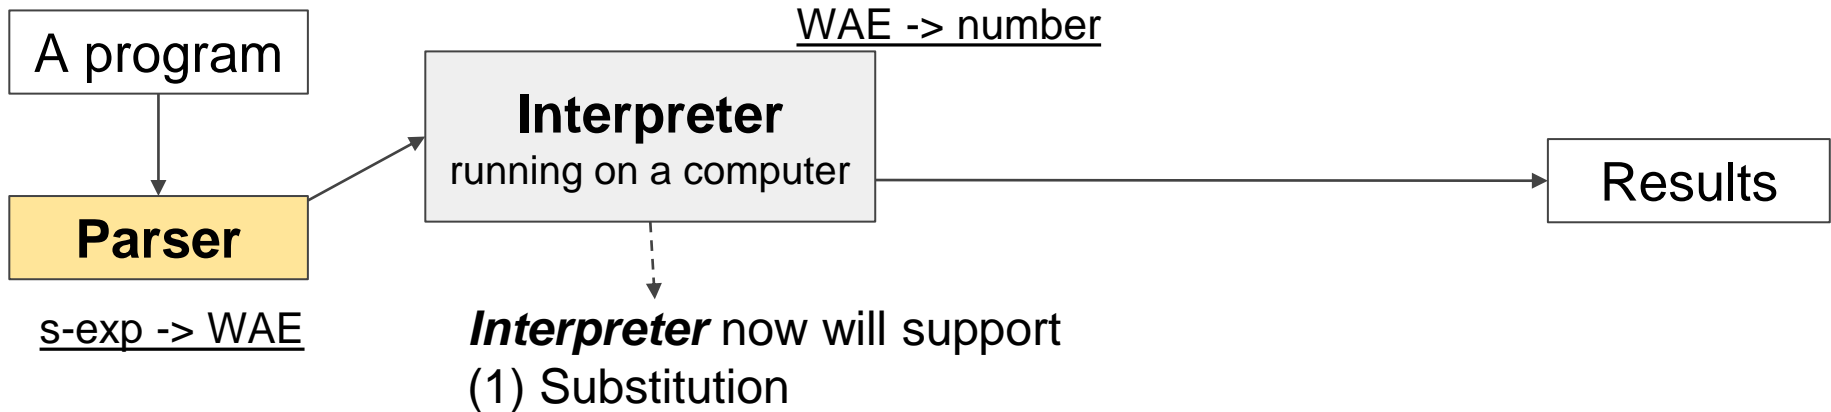 WAE -> number
A program
Interpreter
running on a computer
Results
Parser
s-exp -> WAE
Interpreter now will support
(1) Substitution